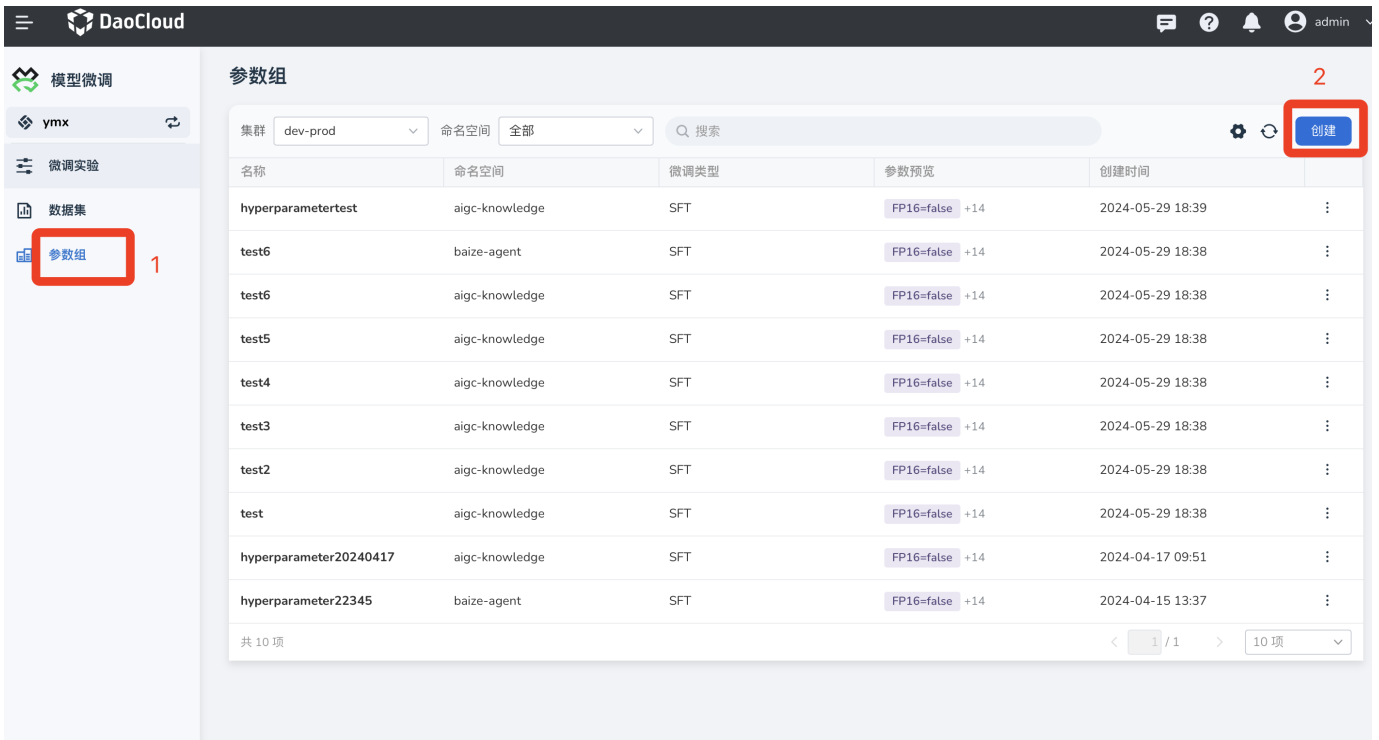 DaoCloud admin
模型微调
ymx
微调实验
数据集
参数组
1
参数组
2
集群 dev-prod 命名空间 全部 搜索 创建
名称 命名空间 微调类型 参数预览 创建时间
hyperparametertest aigc-knowledge SFT FP16=false +14 2024-05-29 18:39
test6 baize-agent SFT FP16=false +14 2024-05-29 18:38
test6 aigc-knowledge SFT FP16=false +14 2024-05-29 18:38
test5 aigc-knowledge SFT FP16=false +14 2024-05-29 18:38
test4 aigc-knowledge SFT FP16=false +14 2024-05-29 18:38
test3 aigc-knowledge SFT FP16=false +14 2024-05-29 18:38
test2 aigc-knowledge SFT FP16=false +14 2024-05-29 18:38
test aigc-knowledge SFT FP16=false +14 2024-05-29 18:38
hyperparameter20240417 aigc-knowledge SFT FP16=false +14 2024-04-17 09:51
hyperparameter22345 baize-agent SFT FP16=false +14 2024-04-15 13:37
共 10 项 1 / 1 10 项